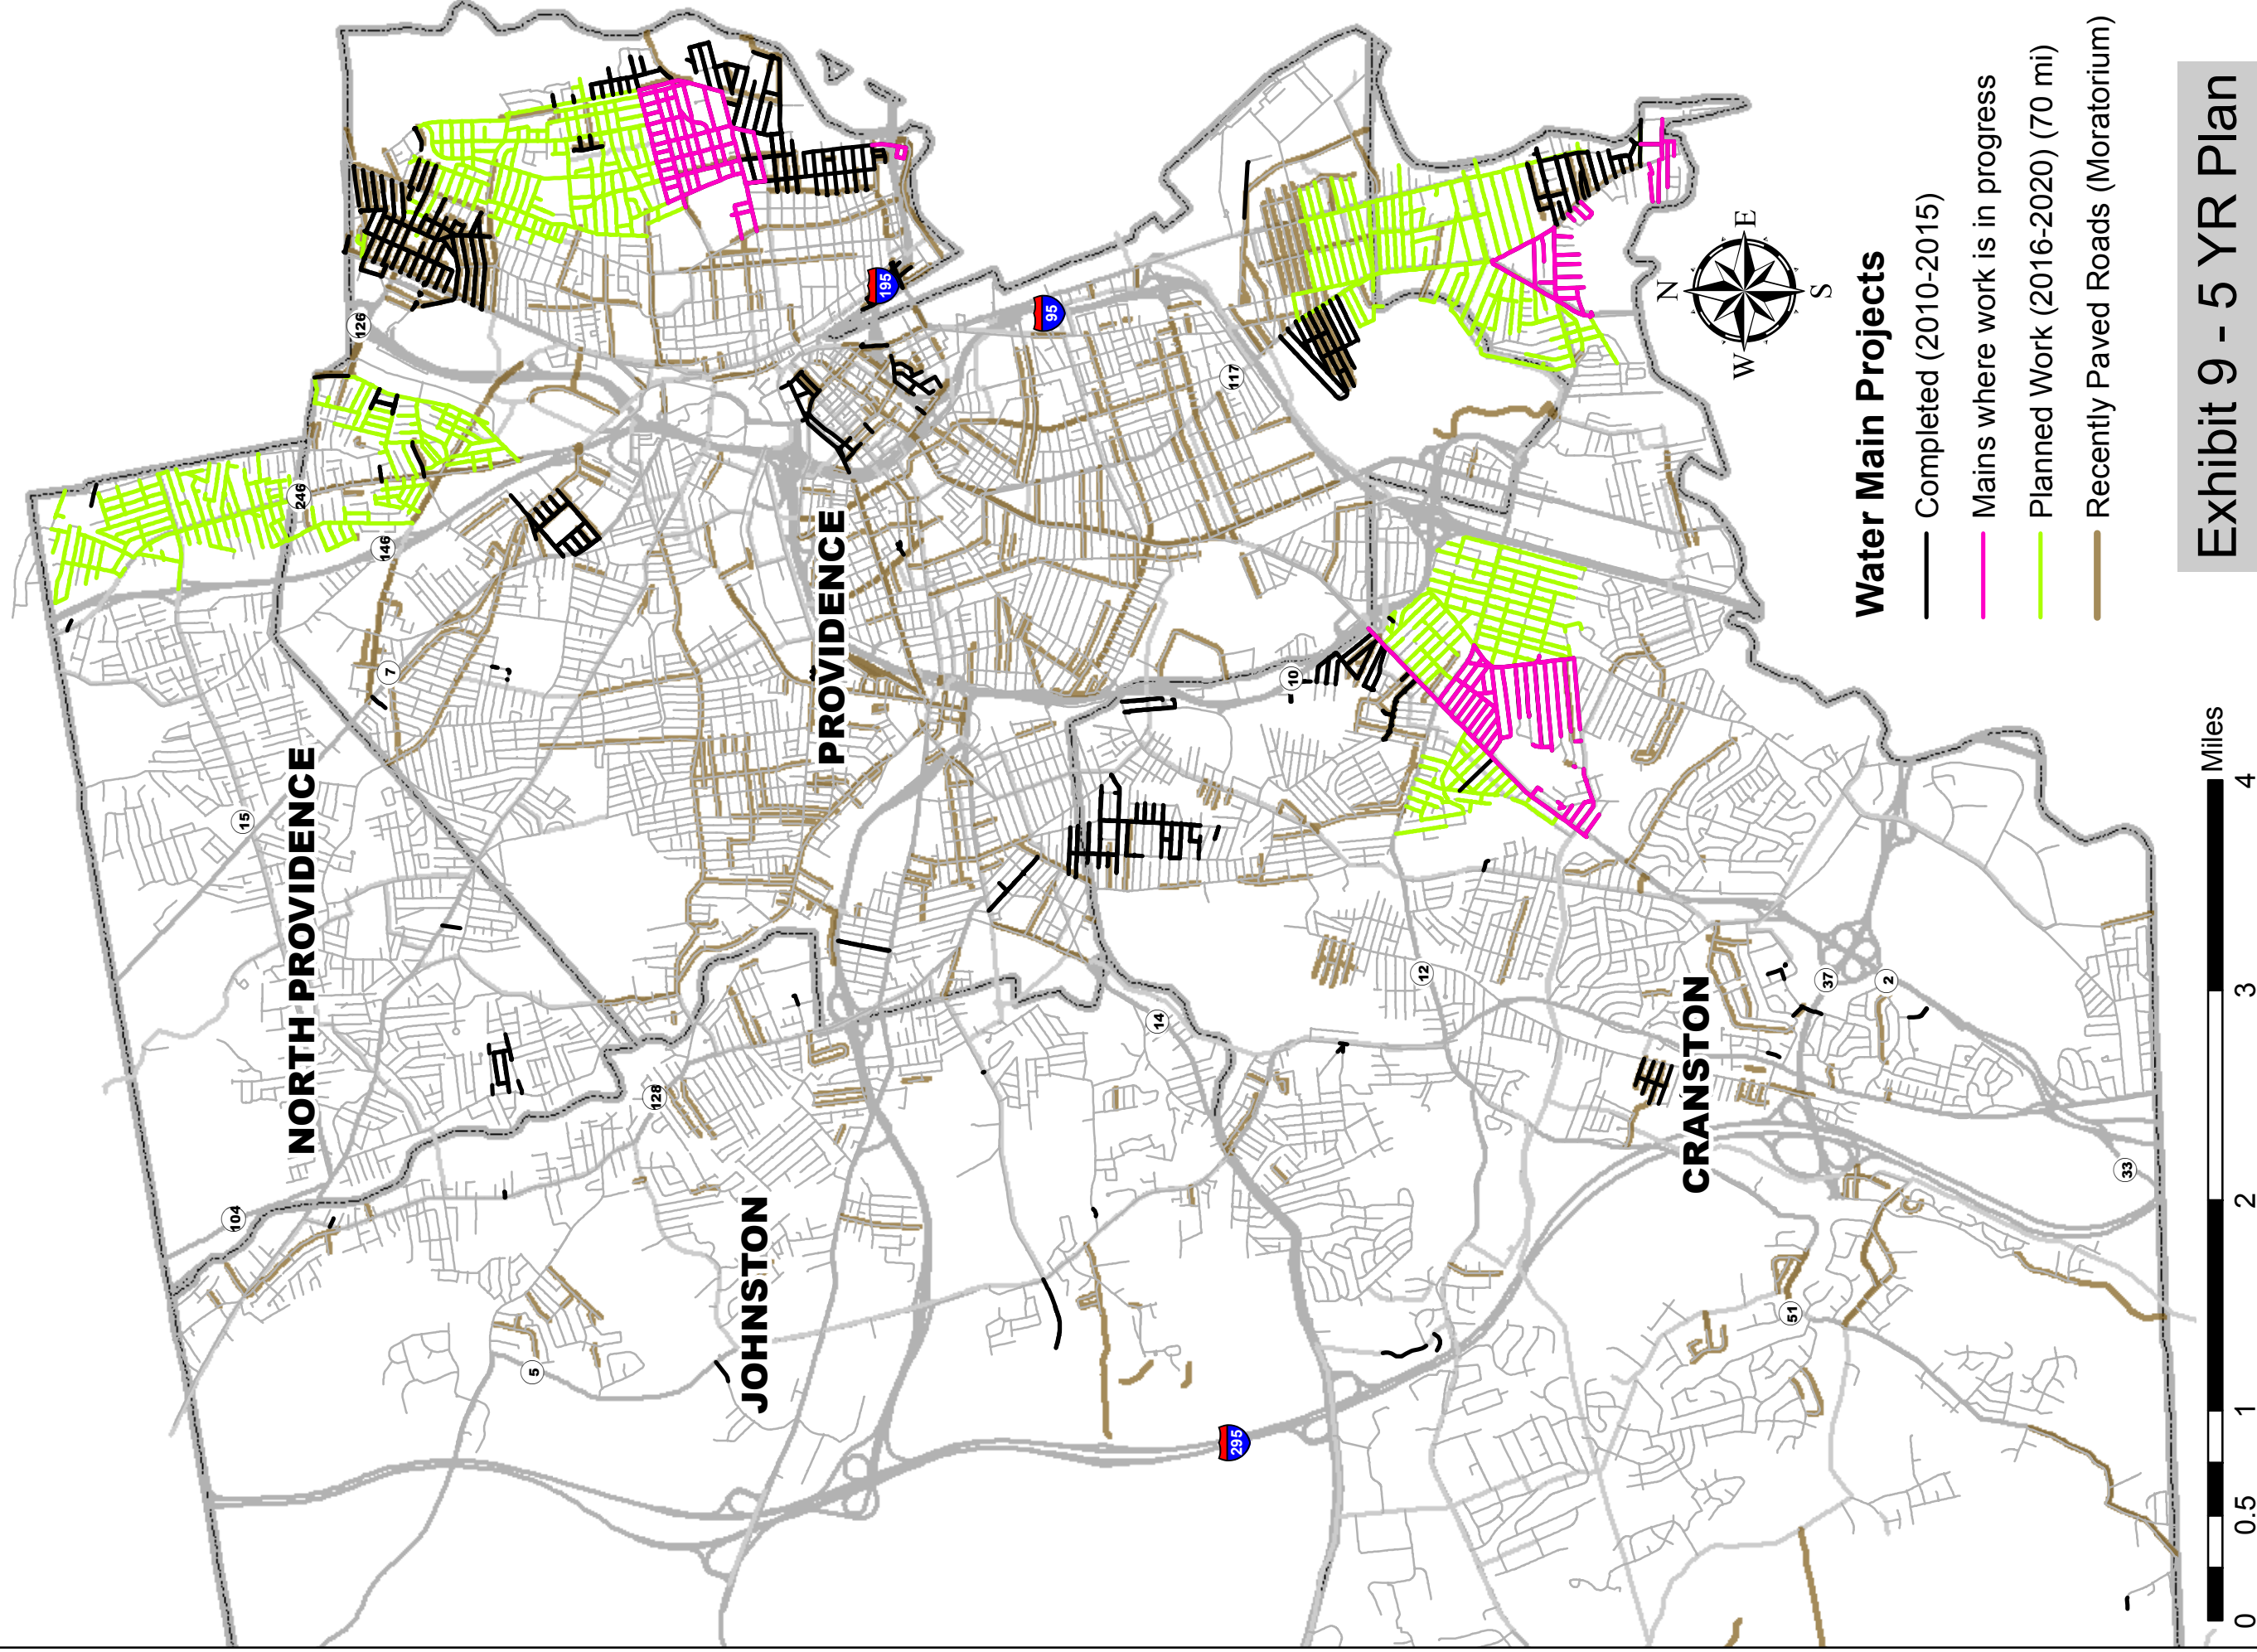 NORTH PROVIDENCE
PROVIDENCE
JOHNSTON
CRANSTON
104
15
7
146
246
126
128
5
195
95
117
10
14
12
295
37
2
51
33
N
W
E
S
Water Main Projects
Completed (2010-2015)
Mains where work is in progress
Planned Work (2016-2020) (70 mi)
Recently Paved Roads (Moratorium)
0 0.5 1 2 3 4
Miles
Exhibit 9 - 5 YR Plan